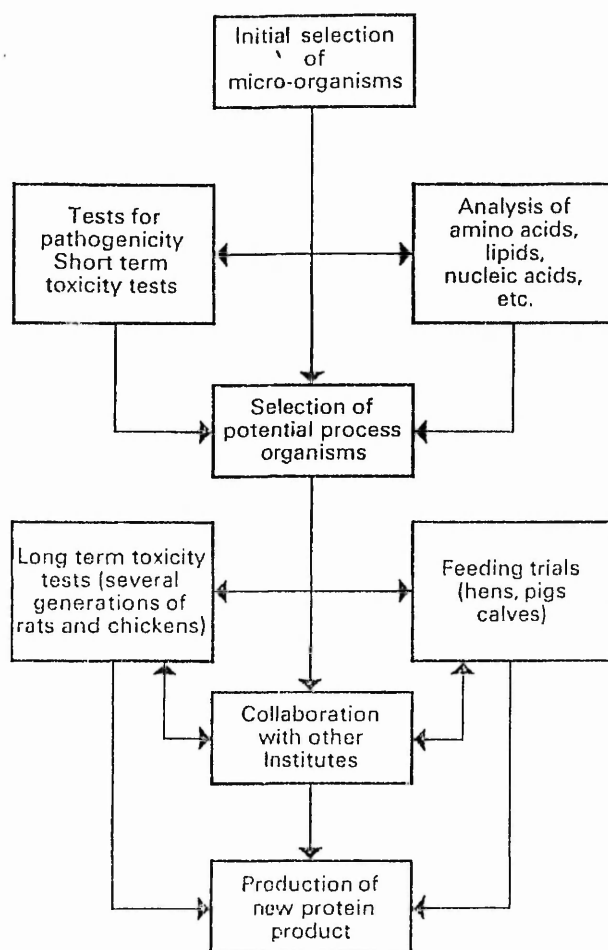 Initial selection
of
micro-organisms
Tests for
pathogenicity
Short term
toxicity tests
Analysis of
amino acids,
lipids,
nucleic acids,
etc.
Selection of
potential process
organisms
Long term toxicity
tests (several
generations of
rats and chickens)
Feeding trials
(hens, pigs
calves)
Collaboration
with other
Institutes
Production of
new protein
product